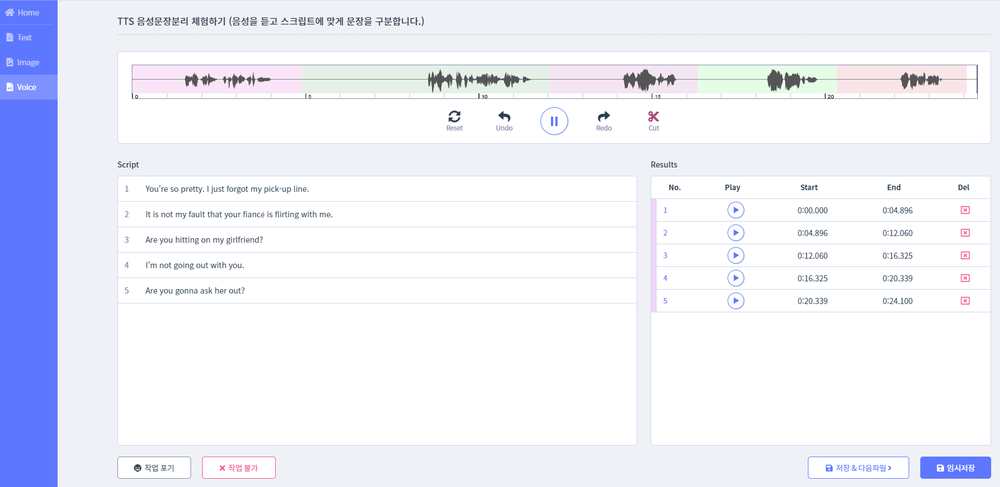 Home
Text
Image
Voice
TTS 음성문장분리 체험하기 (음성을 듣고 스크립트에 맞게 문장을 구분합니다.)
0 5 10 15 20
Reset Undo Redo Cut
Script
1 You're so pretty. I just forgot my pick-up line.
2 It is not my fault that your fiancé is flirting with me.
3 Are you hitting on my girlfriend?
4 I’m not going out with you.
5 Are you gonna ask her out?
Results
No. Play Start End Del
1 0:00.000 0:04.896
2 0:04.896 0:12.060
3 0:12.060 0:16.325
4 0:16.325 0:20.339
5 0:20.339 0:24.100
작업 포기 작업 불가 저장 & 다음파일 임시저장